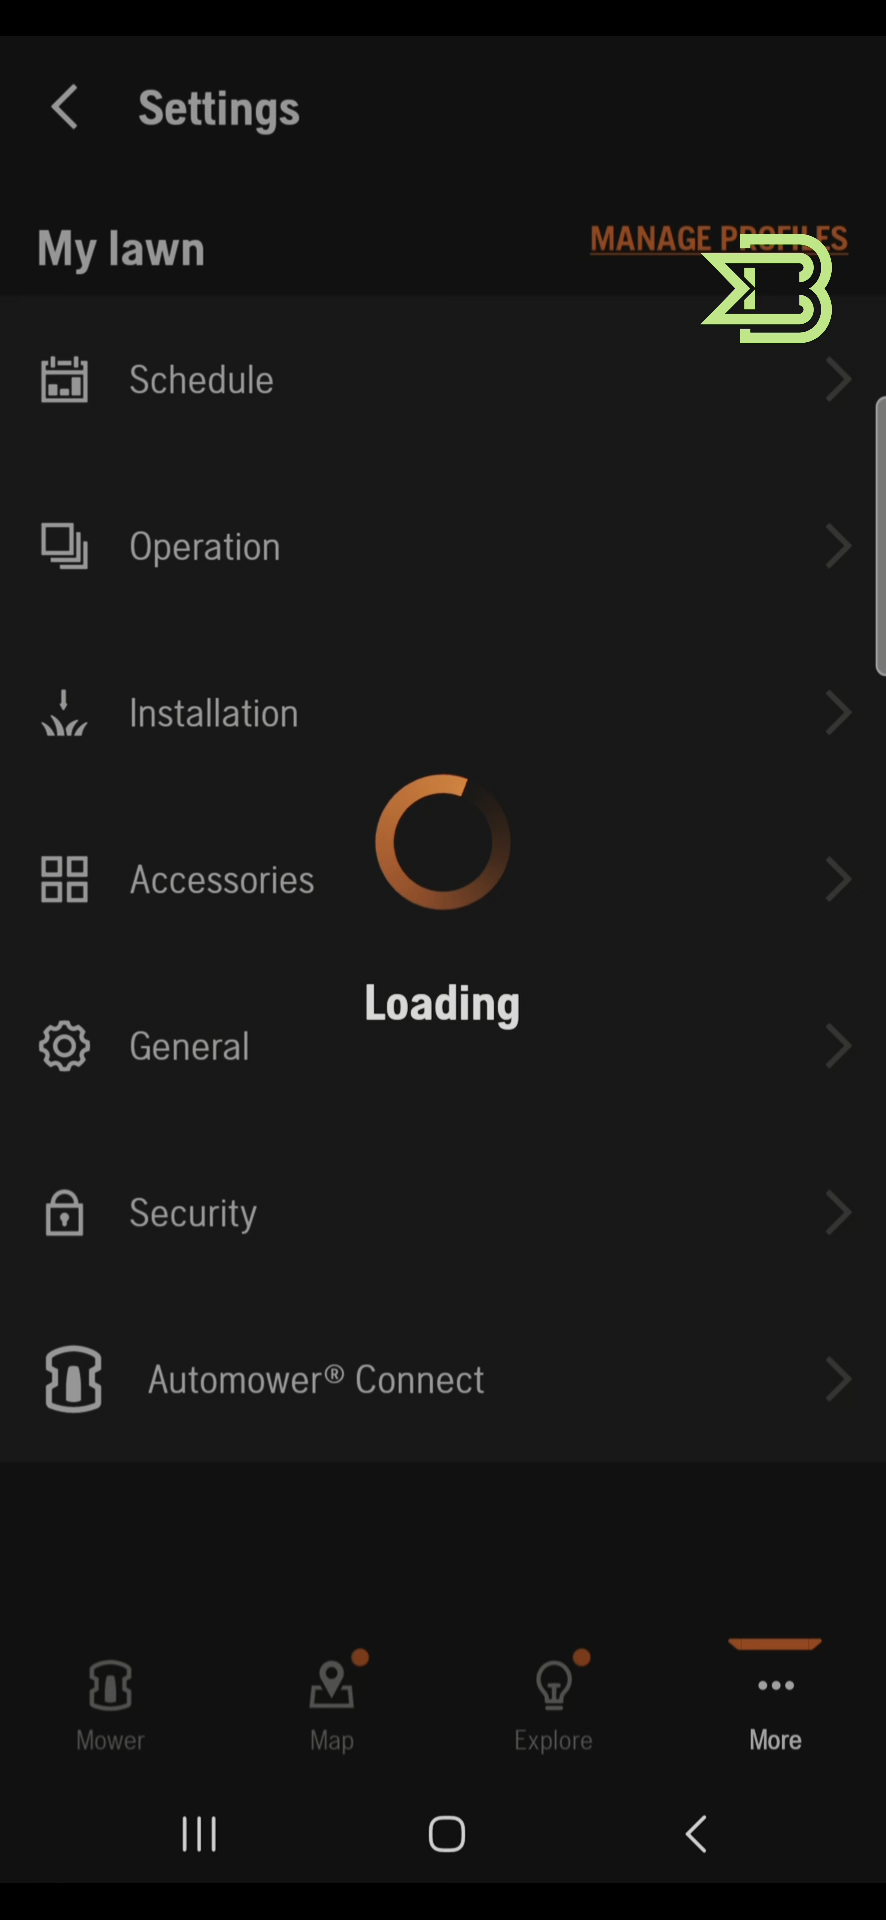 Settings
My lawn
MANAGE PROFILES
Schedule
Operation
Installation
Accessories
Loading
General
Security
Automower® Connect
Mower
Map
Explore
More